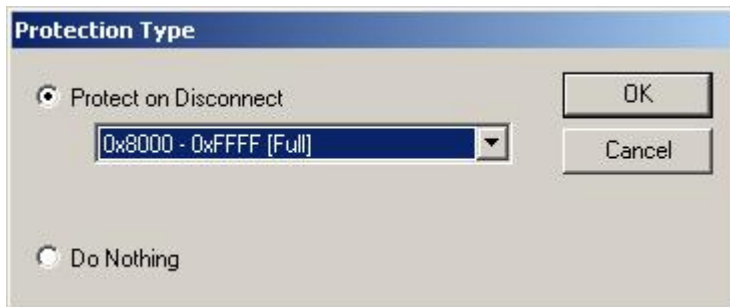 Protection Type
Protect on Disconnect
OK
0x8000 - 0xFFFF [Full]
Cancel
Do Nothing